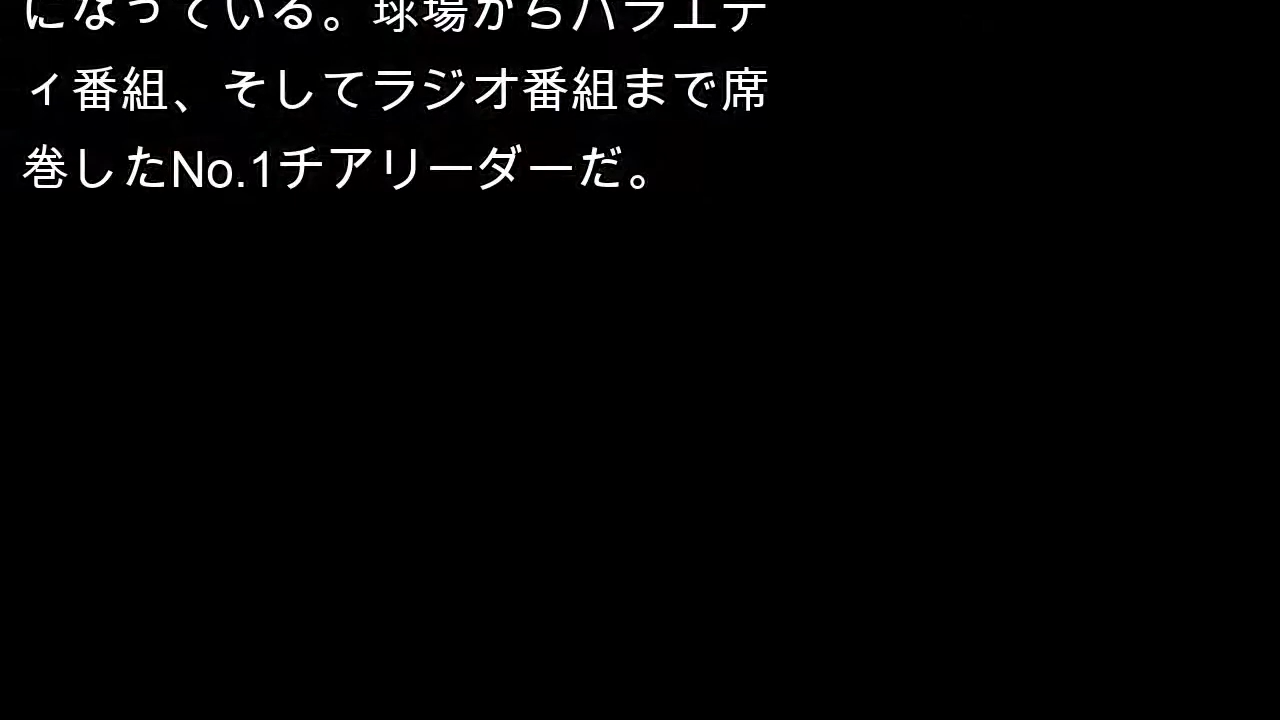 になっている。球場からバラエテ
ィ番組、そしてラジオ番組まで席
巻したNo.1チアリーダーだ。